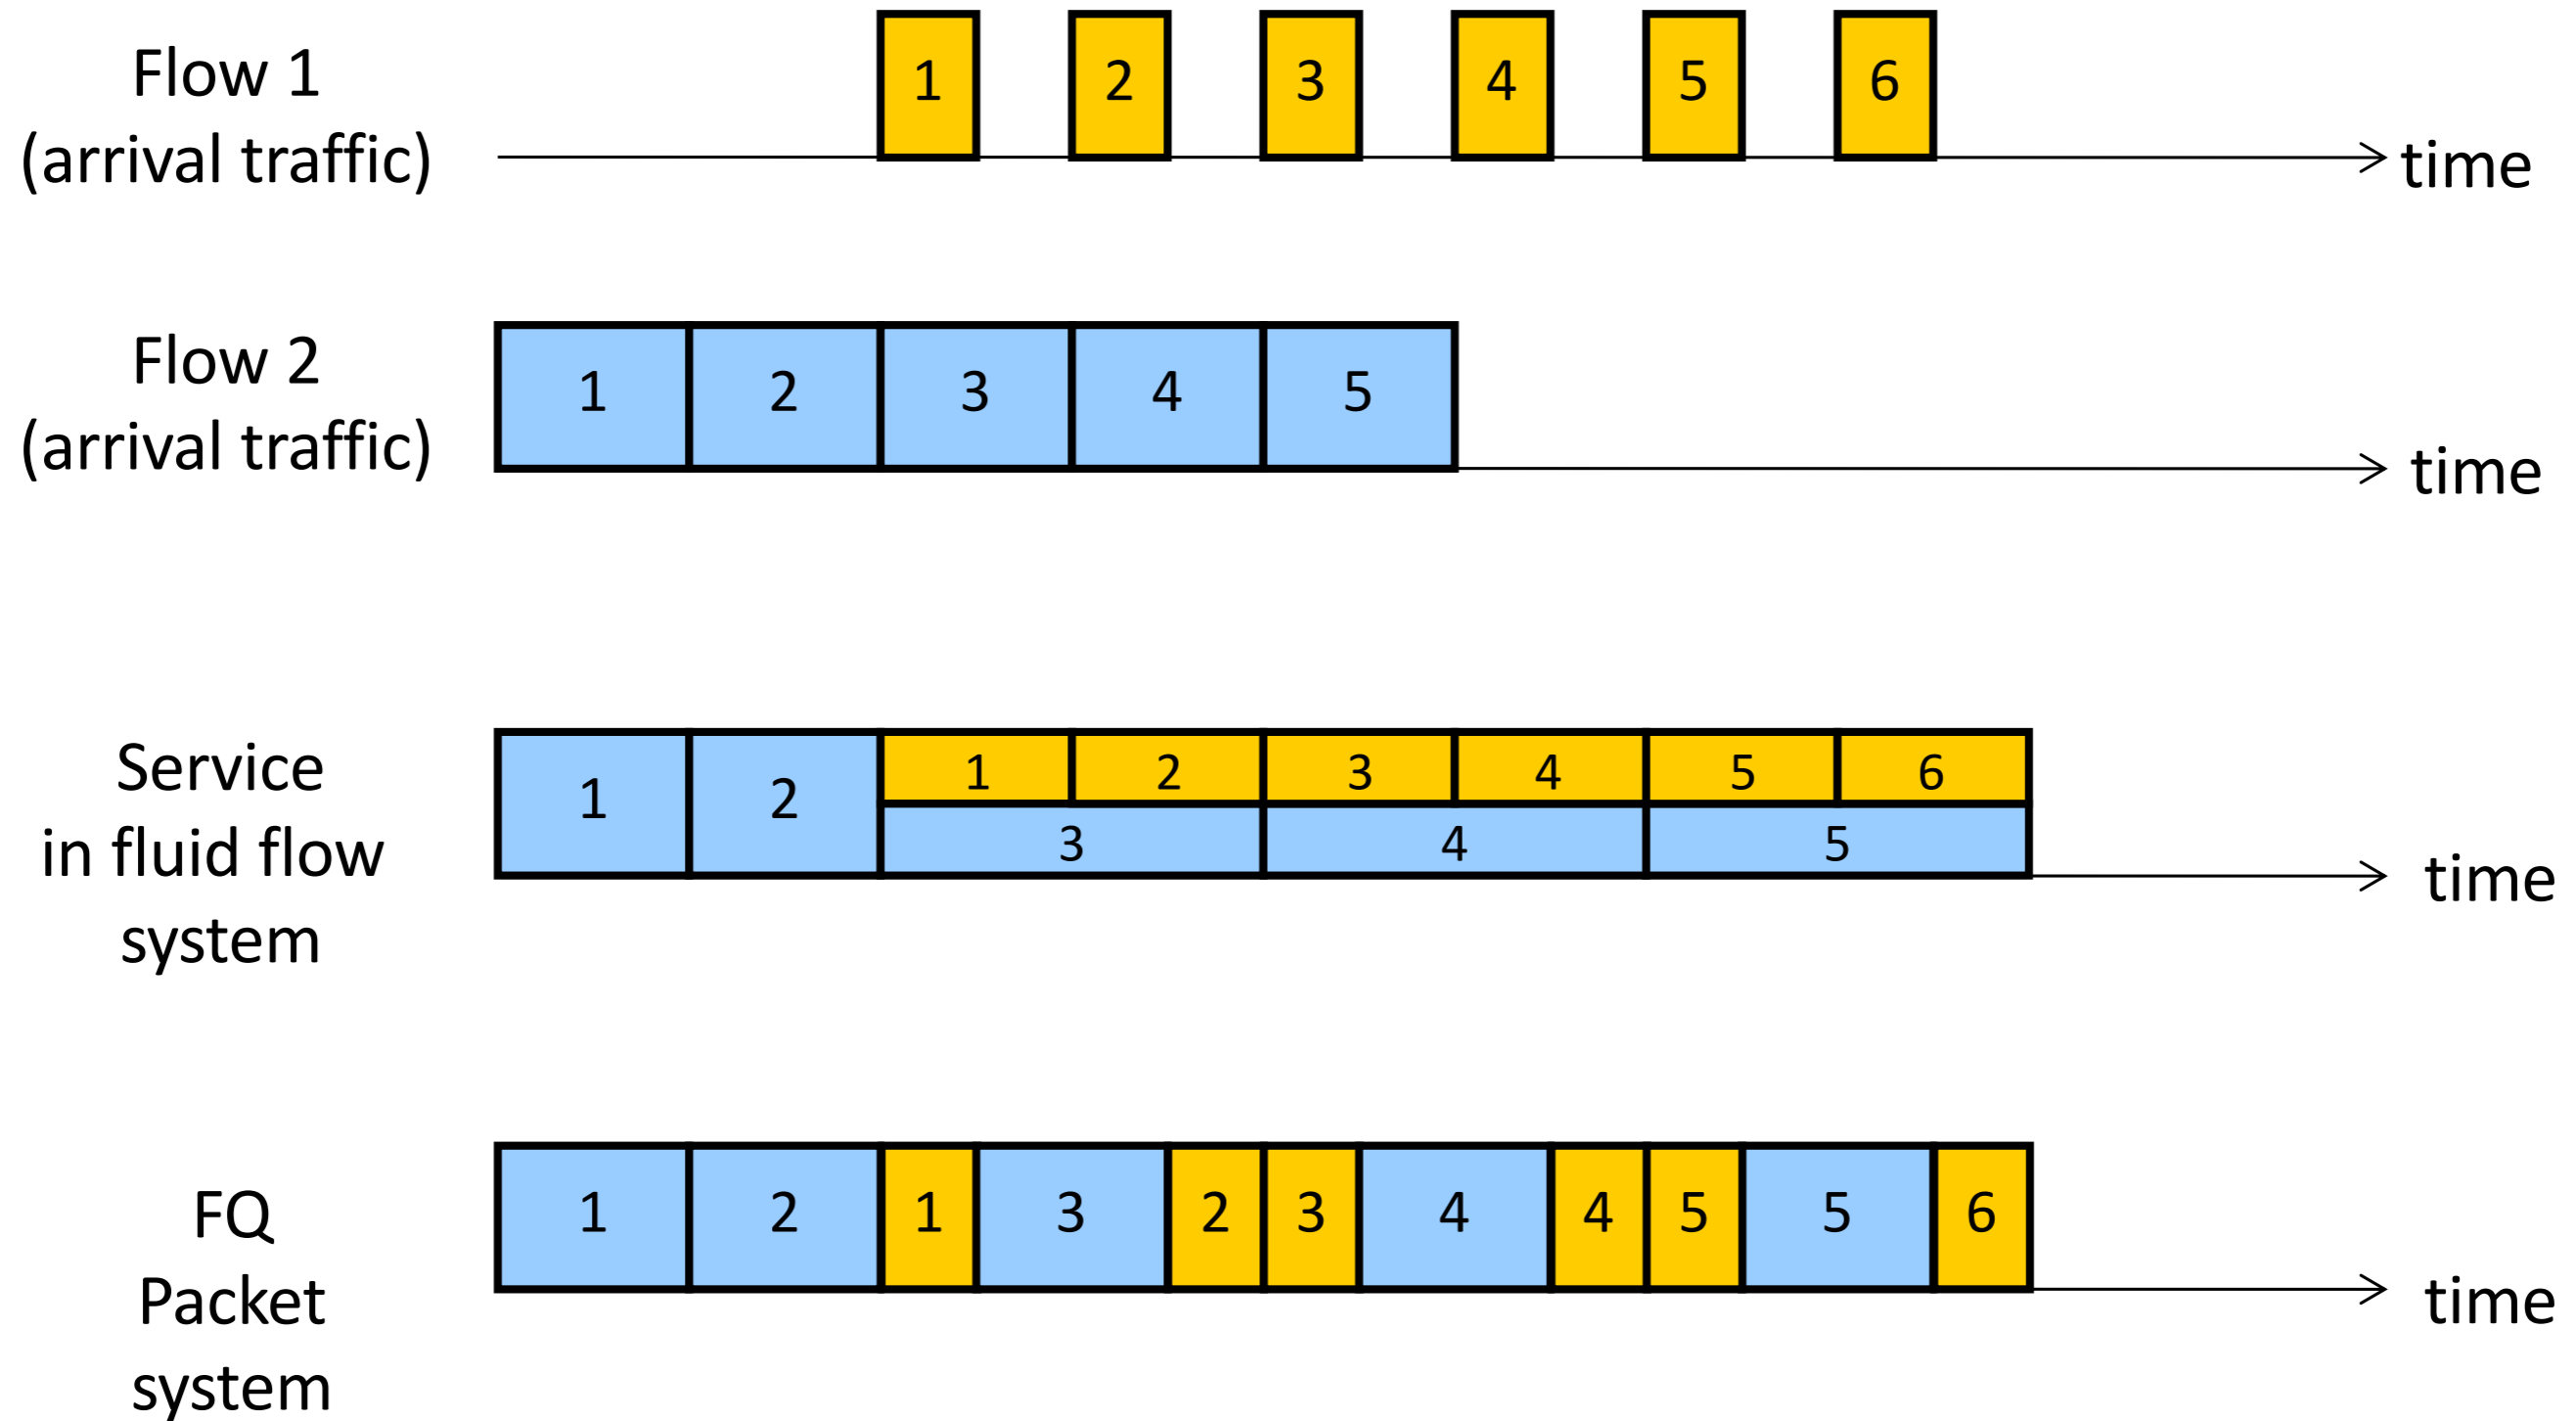 Flow 1
(arrival traffic)
1 2 3 4 5 6
time
Flow 2
(arrival traffic)
1 2 3 4 5
time
Service
in fluid flow
system
1 2 1 2 3 4 5 6
3 4 5
time
FQ
Packet
system
1 2 1 3 2 3 4 4 5 5 6
time